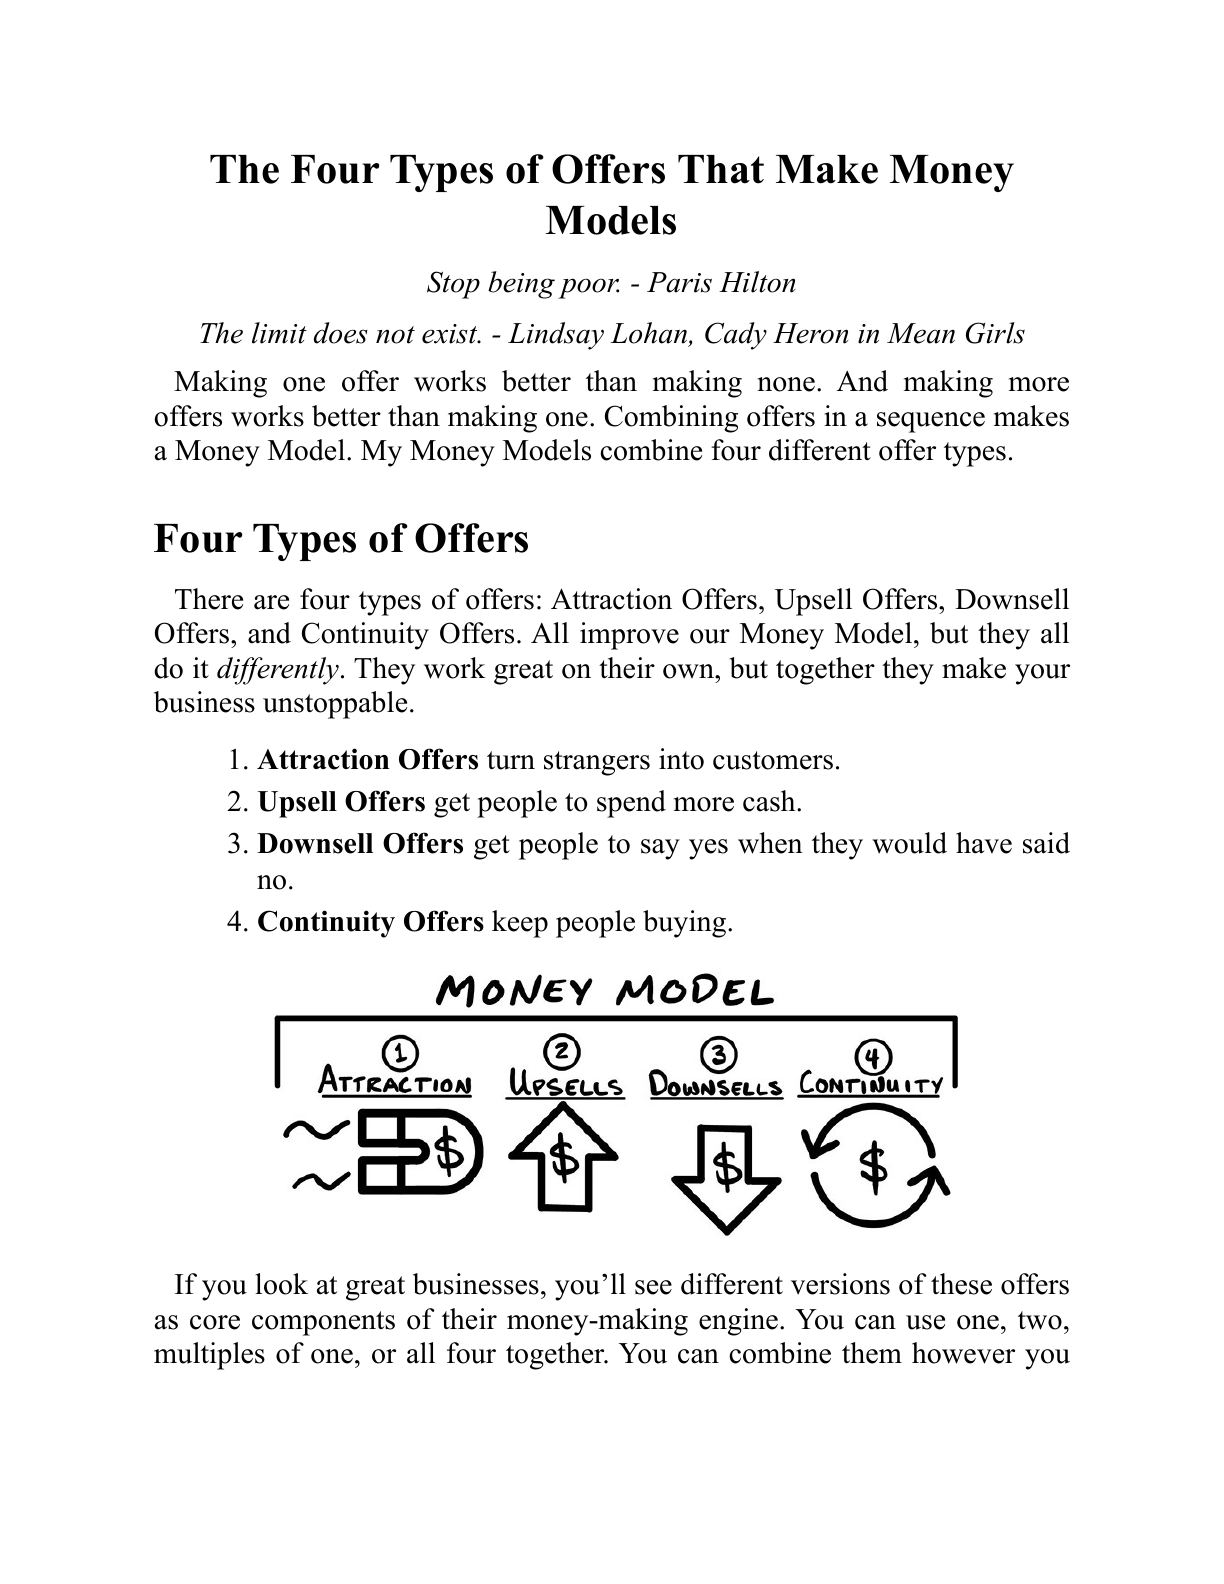 The Four Types of Offers That Make Money
Models
Stop being poor. - Paris Hilton
The limit does not exist. - Lindsay Lohan, Cady Heron in Mean Girls
Making one offer works better than making none. And making more
offers works better than making one. Combining offers in a sequence makes
a Money Model. My Money Models combine four different offer types.
Four Types of Offers
There are four types of offers: Attraction Offers, Upsell Offers, Downsell
Offers, and Continuity Offers. All improve our Money Model, but they all
do it differently. They work great on their own, but together they make your
business unstoppable.
1. Attraction Offers turn strangers into customers.
2. Upsell Offers get people to spend more cash.
3. Downsell Offers get people to say yes when they would have said
no.
4. Continuity Offers keep people buying.
MONEY MODEL
1 2 3 4
ATTRACTION UPSELLS DOWNSELLS CONTINUITY
$ $ $ $
If you look at great businesses, you’ll see different versions of these offers
as core components of their money-making engine. You can use one, two,
multiples of one, or all four together. You can combine them however you